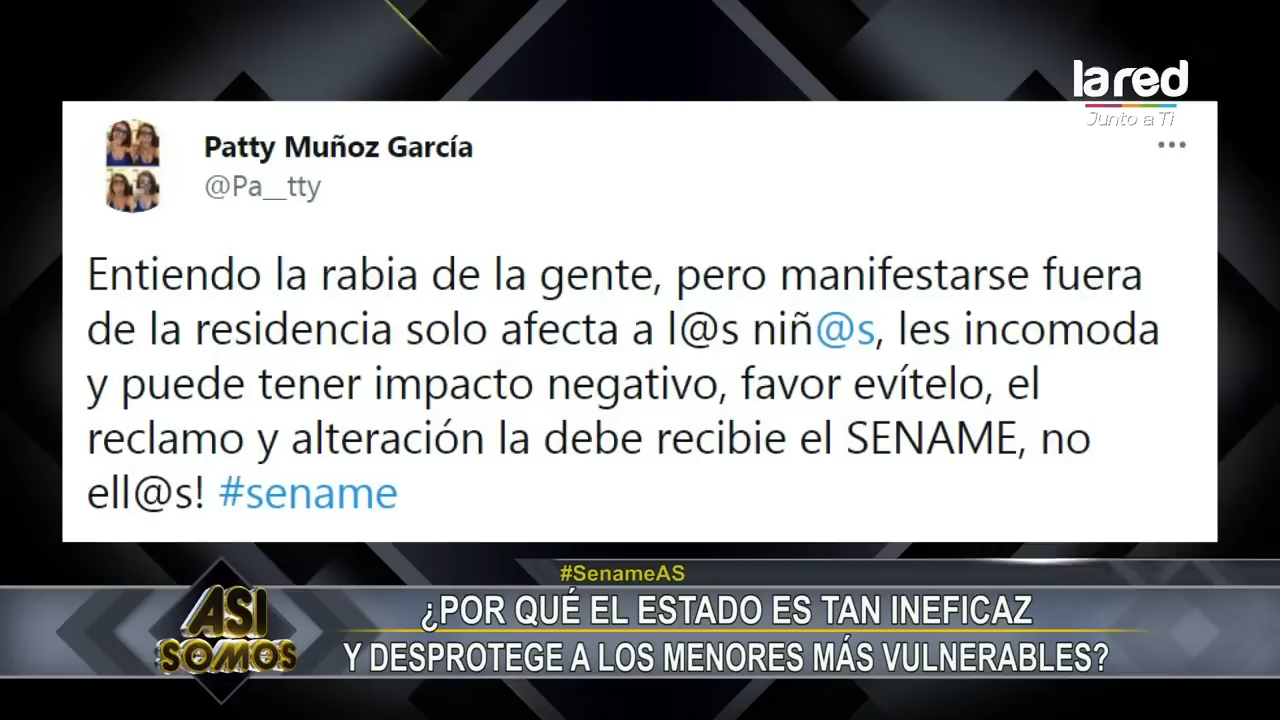 lared
Junto a Ti
Patty Muñoz García
@Pa__tty
Entiendo la rabia de la gente, pero manifestarse fuera
de la residencia solo afecta a l@s niñ@s, les incomoda
y puede tener impacto negativo, favor evítelo, el
reclamo y alteración la debe recibie el SENAME, no
ell@s! #sename
#SenameAS
ASI
SOMOS
¿POR QUÉ EL ESTADO ES TAN INEFICAZ
Y DESPROTEGE A LOS MENORES MÁS VULNERABLES?